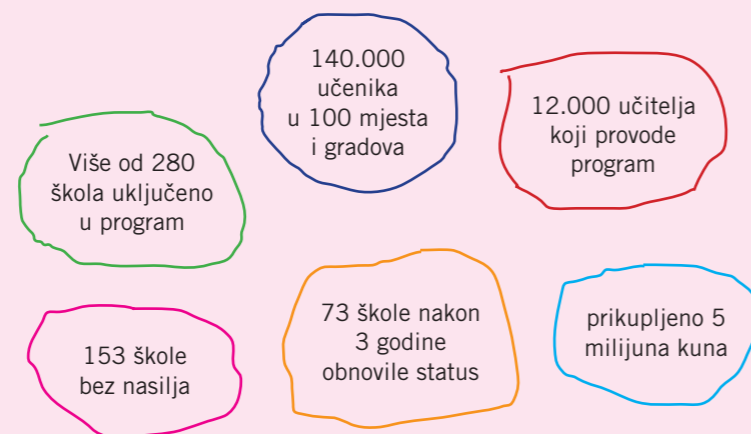 Više od 280
škola uključeno
u program
140.000
učenika
u 100 mjesta
i gradova
12.000 učitelja
koji provode
program
153 škole
bez nasilja
73 škole nakon
3 godine
obnovile status
prikupljeno 5
milijuna kuna